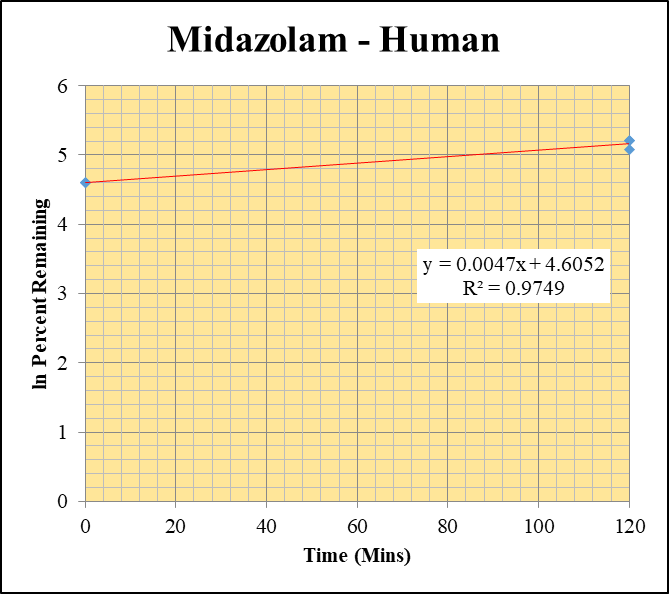 Midazolam - Human
6
5
4
3
2
1
0
ln Percent Remaining
y = 0.0047x + 4.6052
R² = 0.9749
0 20 40 60 80 100 120
Time (Mins)